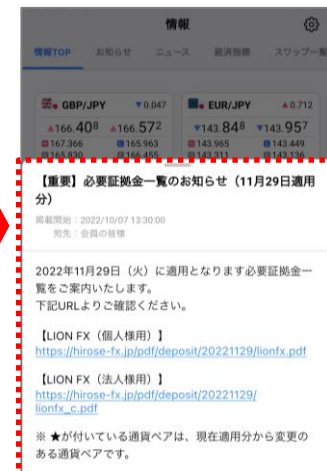 情報
情報TOP お知らせ ニュース 経済指標 スワップ一覧
GBP/JPY ▼0.047 EUR/JPY ▲0.712
▲166.408 ▲166.572 ▼143.848 ▼143.957
167.366 165.963 143.965 143.449
165.830 166.455 143.311 143.136
【重要】必要証拠金一覧のお知らせ（11月29日適用
分）
掲載開始：2022/10/07 13:30:00
宛先：会員の皆様
2022年11月29日（火）に適用となります必要証拠金一
覧をご案内いたします。
下記URLよりご確認ください。
【LION FX（個人様用）】
https://hirose-fx.jp/pdf/deposit/20221129/lionfx.pdf
【LION FX（法人様用）】
https://hirose-fx.jp/pdf/deposit/20221129/
lionfx_c.pdf
※ ★が付いている通貨ペアは、現在適用分から変更の
ある通貨ペアです。